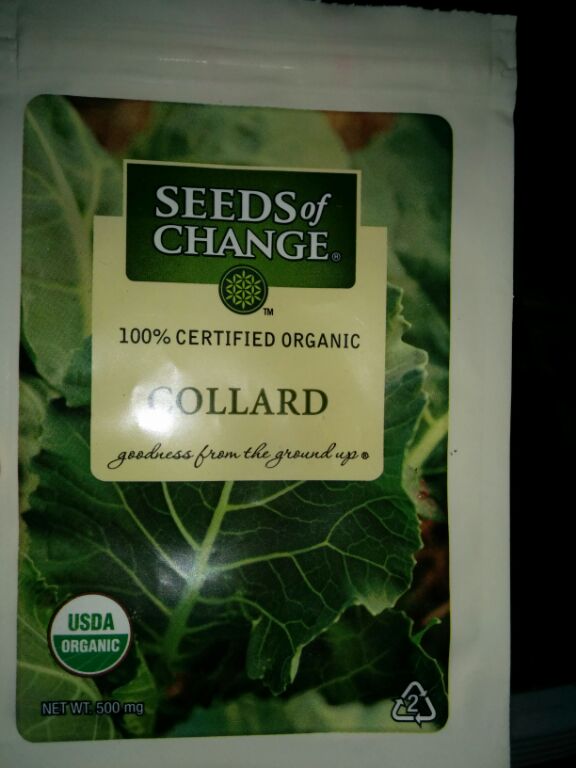 SEEDS of
CHANGE®
TM
100% CERTIFIED ORGANIC
COLLARD
goodness from the ground up®
USDA
ORGANIC
NET WT. 500 mg
2